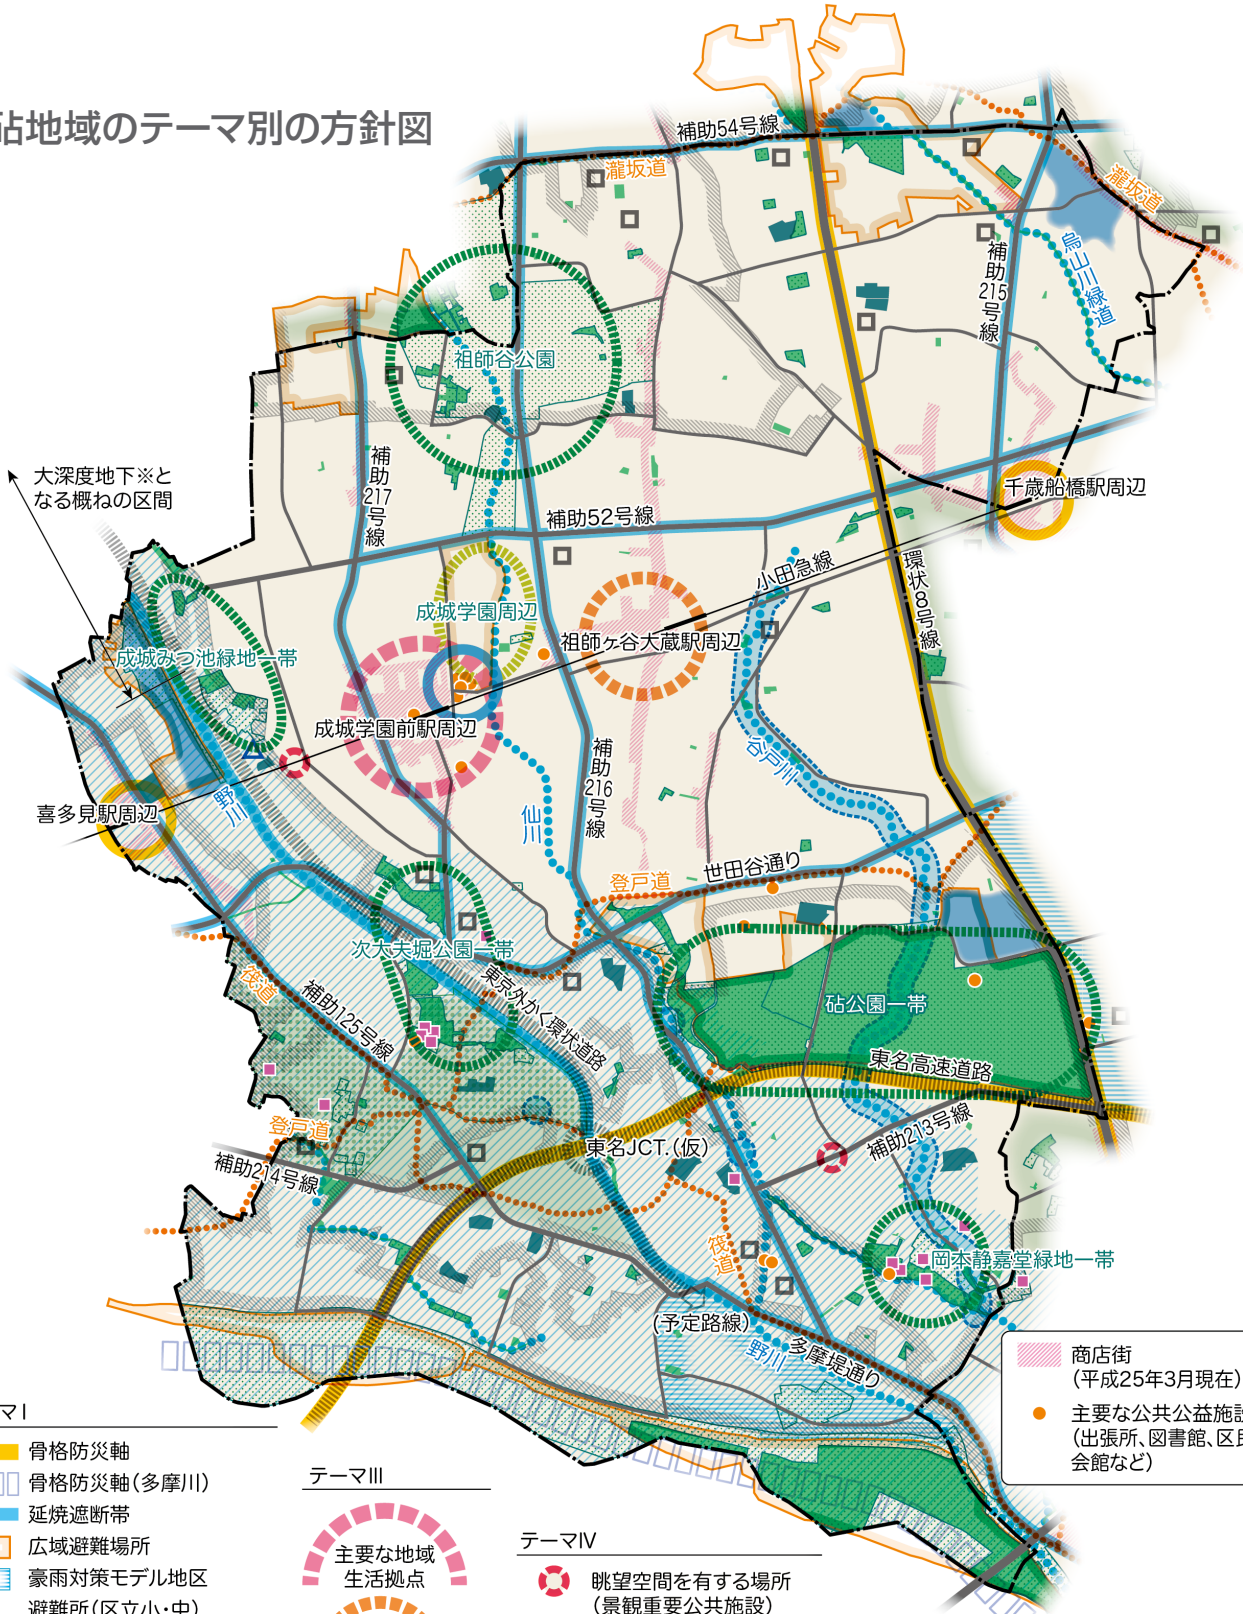 砧地域のテーマ別の方針図
補助54号線
瀧坂道
瀧坂道
烏山川緑道
補助215号線
祖師谷公園
大深度地下※と
なる概ねの区間
補助217号線
補助52号線
千歳船橋駅周辺
小田急線
環状8号線
成城学園周辺
祖師ヶ谷大蔵駅周辺
成城みつ池緑地一帯
成城学園前駅周辺
補助216号線
谷戸川
喜多見駅周辺
野川
仙川
世田谷通り
登戸道
次大夫堀公園一帯
筏道
補助125号線
東京外かく環状道路
砧公園一帯
東名高速道路
登戸道
東名JCT.(仮)
補助213号線
補助214号線
筏道
岡本静嘉堂緑地一帯
(予定路線)
野川
多摩堤通り
商店街
(平成25年3月現在)
主要な公共公益施設
(出張所、図書館、区民
会館など)
マI
骨格防災軸
骨格防災軸(多摩川)
延焼遮断帯
広域避難場所
豪雨対策モデル地区
避難所(区立小・中)
テーマIII
主要な地域
生活拠点
テーマIV
眺望空間を有する場所
(景観重要公共施設)